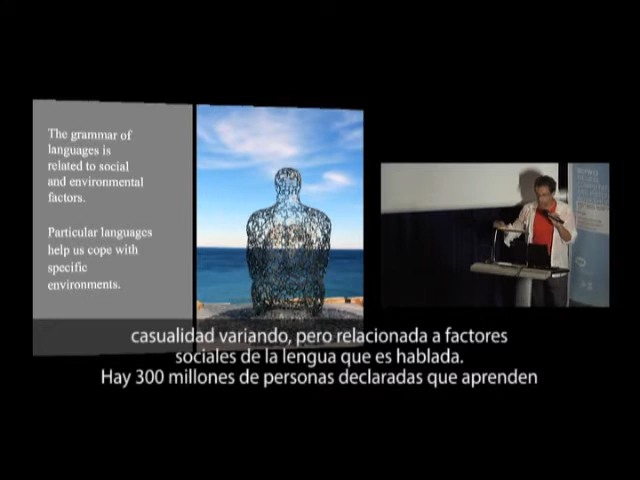 The grammar of
languages is
related to social
and environmental
factors.
Particular languages
help us cope with
specific
environments.
casualidad variando, pero relacionada a factores
sociales de la lengua que es hablada.
Hay 300 millones de personas declaradas que aprenden